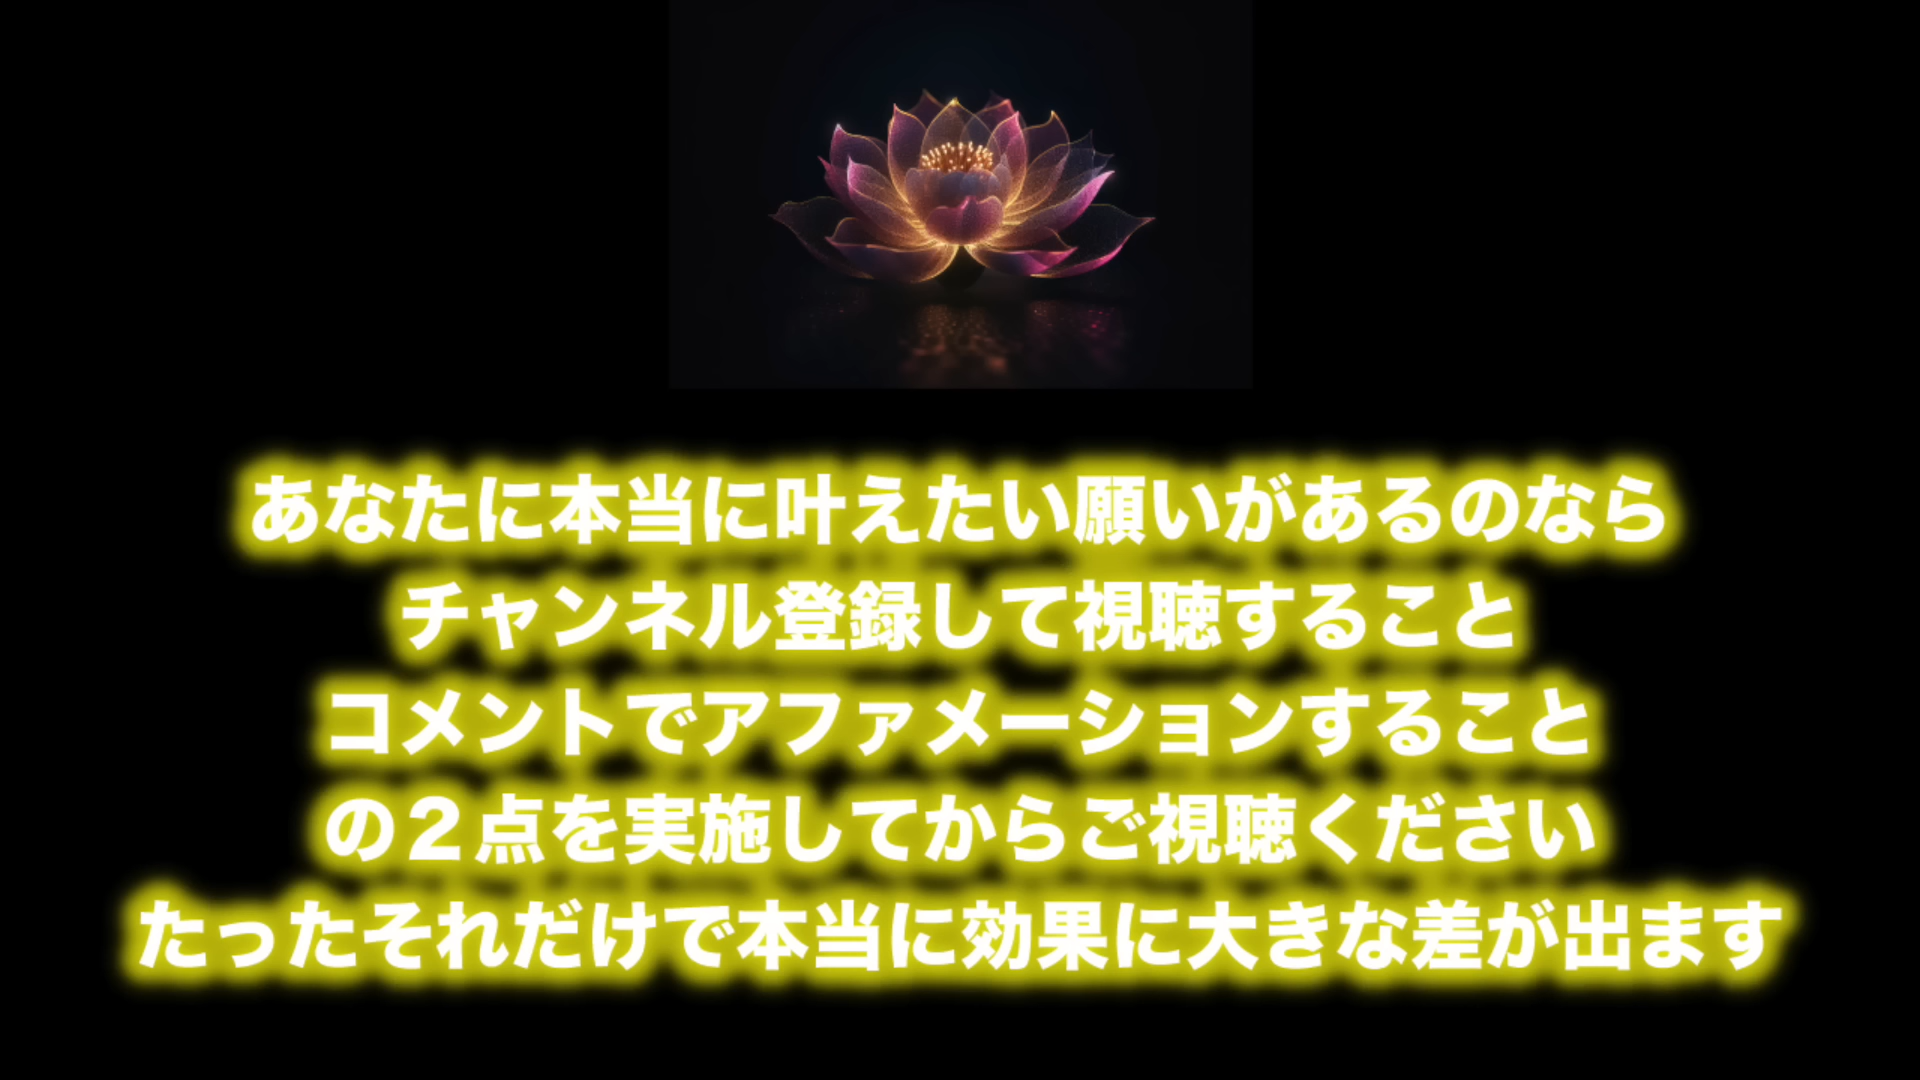 あなたに本当に叶えたい願いがあるのなら
チャンネル登録して視聴すること
コメントでアファメーションすること
の２点を実施してからご視聴ください
たったそれだけで本当に効果に大きな差が出ます